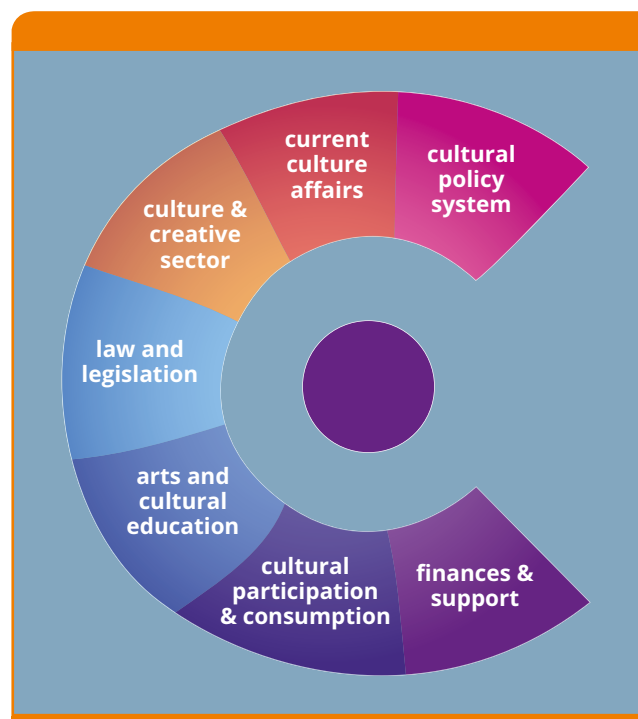 cultural
policy
system
current
culture
affairs
culture &
creative
sector
law and
legislation
arts and
cultural
education
cultural
participation
& consumption
finances &
support